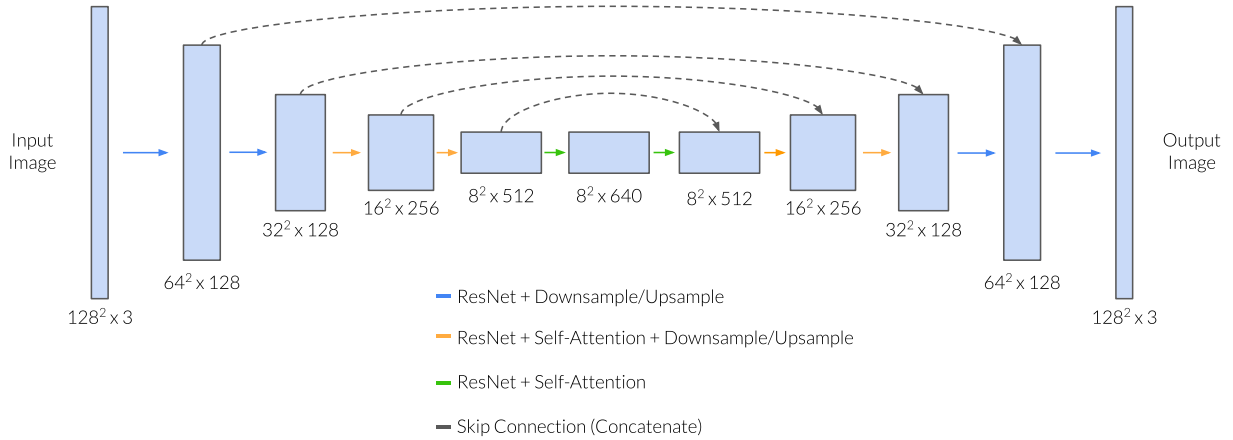 Input
Image
Output
Image
128² x 3
64² x 128
32² x 128
16² x 256
8² x 512
8² x 640
8² x 512
16² x 256
32² x 128
64² x 128
128² x 3
ResNet + Downsample/Upsample
ResNet + Self-Attention + Downsample/Upsample
ResNet + Self-Attention
Skip Connection (Concatenate)